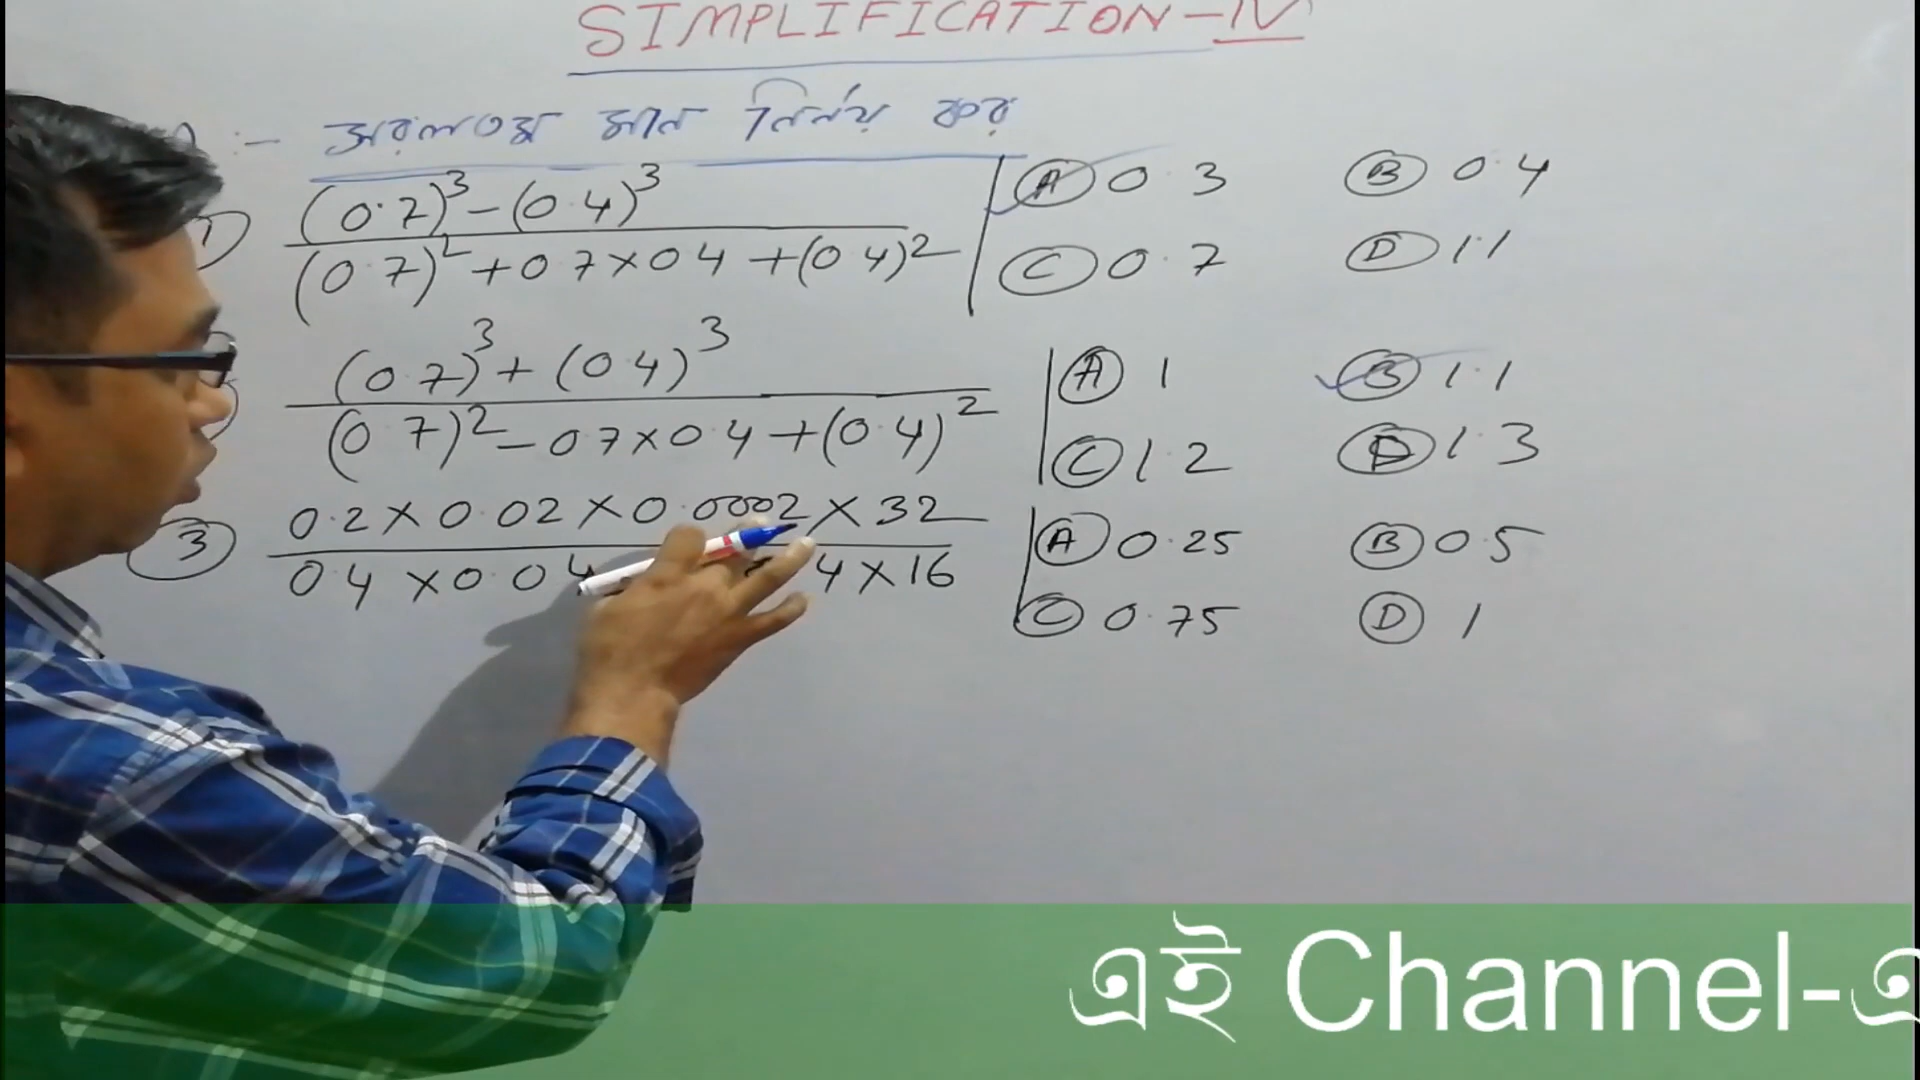 SIMPLIFICATION-IV
:- সরলতম মান নির্ণয় কর
1) (0.7)³ - (0.4)³ A 0.3 B 0.4
(0.7)² + 0.7 × 0.4 + (0.4)² C 0.7 D 1.1
(0.7)³ + (0.4)³ A 1 B 1.1
(0.7)² - 0.7 × 0.4 + (0.4)² C 1.2 D 1.3
3 0.2 × 0.02 × 0.0002 × 32 A 0.25 B 0.5
0.4 × 0.04 4 × 16 C 0.75 D 1
এই Channel-এ